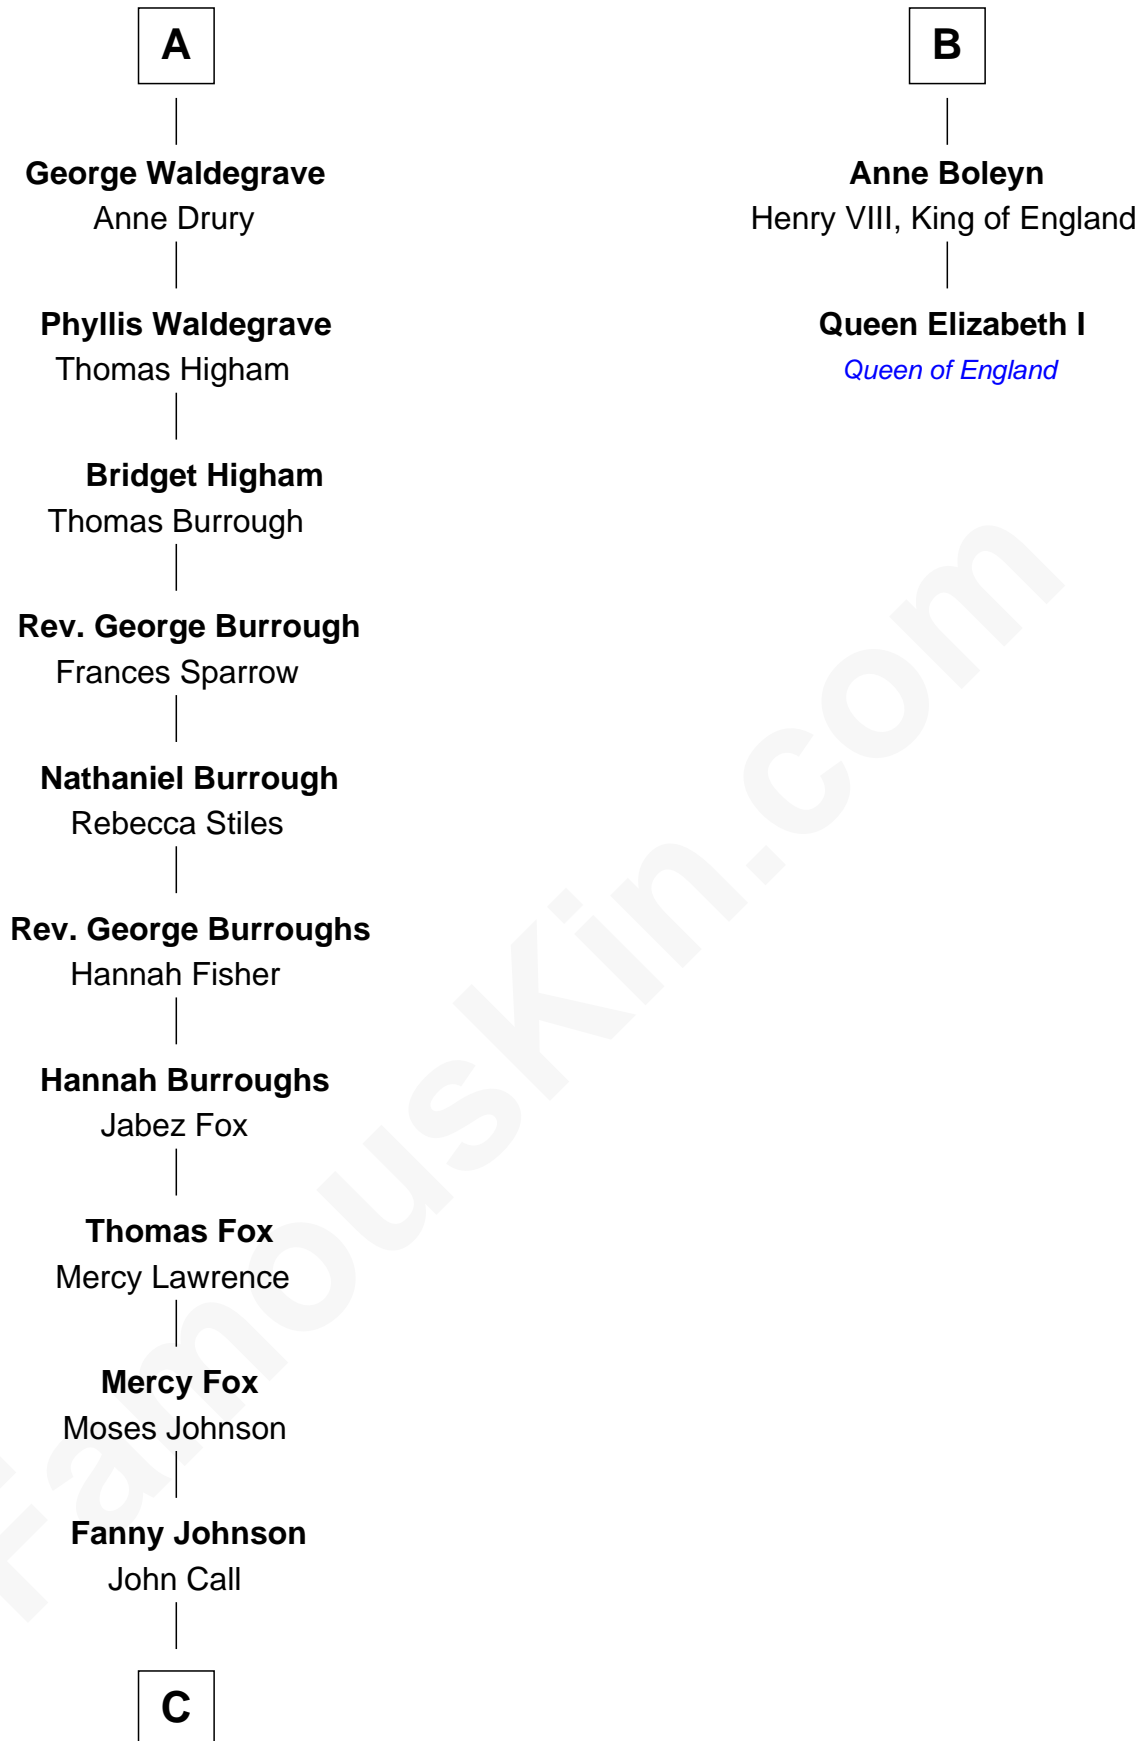 A
George Waldegrave
Anne Drury
Phyllis Waldegrave
Thomas Higham
Bridget Higham
Thomas Burrough
Rev. George Burrough
Frances Sparrow
Nathaniel Burrough
Rebecca Stiles
Rev. George Burroughs
Hannah Fisher
Hannah Burroughs
Jabez Fox
Thomas Fox
Mercy Lawrence
Mercy Fox
Moses Johnson
Fanny Johnson
John Call
C
B
Anne Boleyn
Henry VIII, King of England
Queen Elizabeth I
Queen of England
FamousKin.com